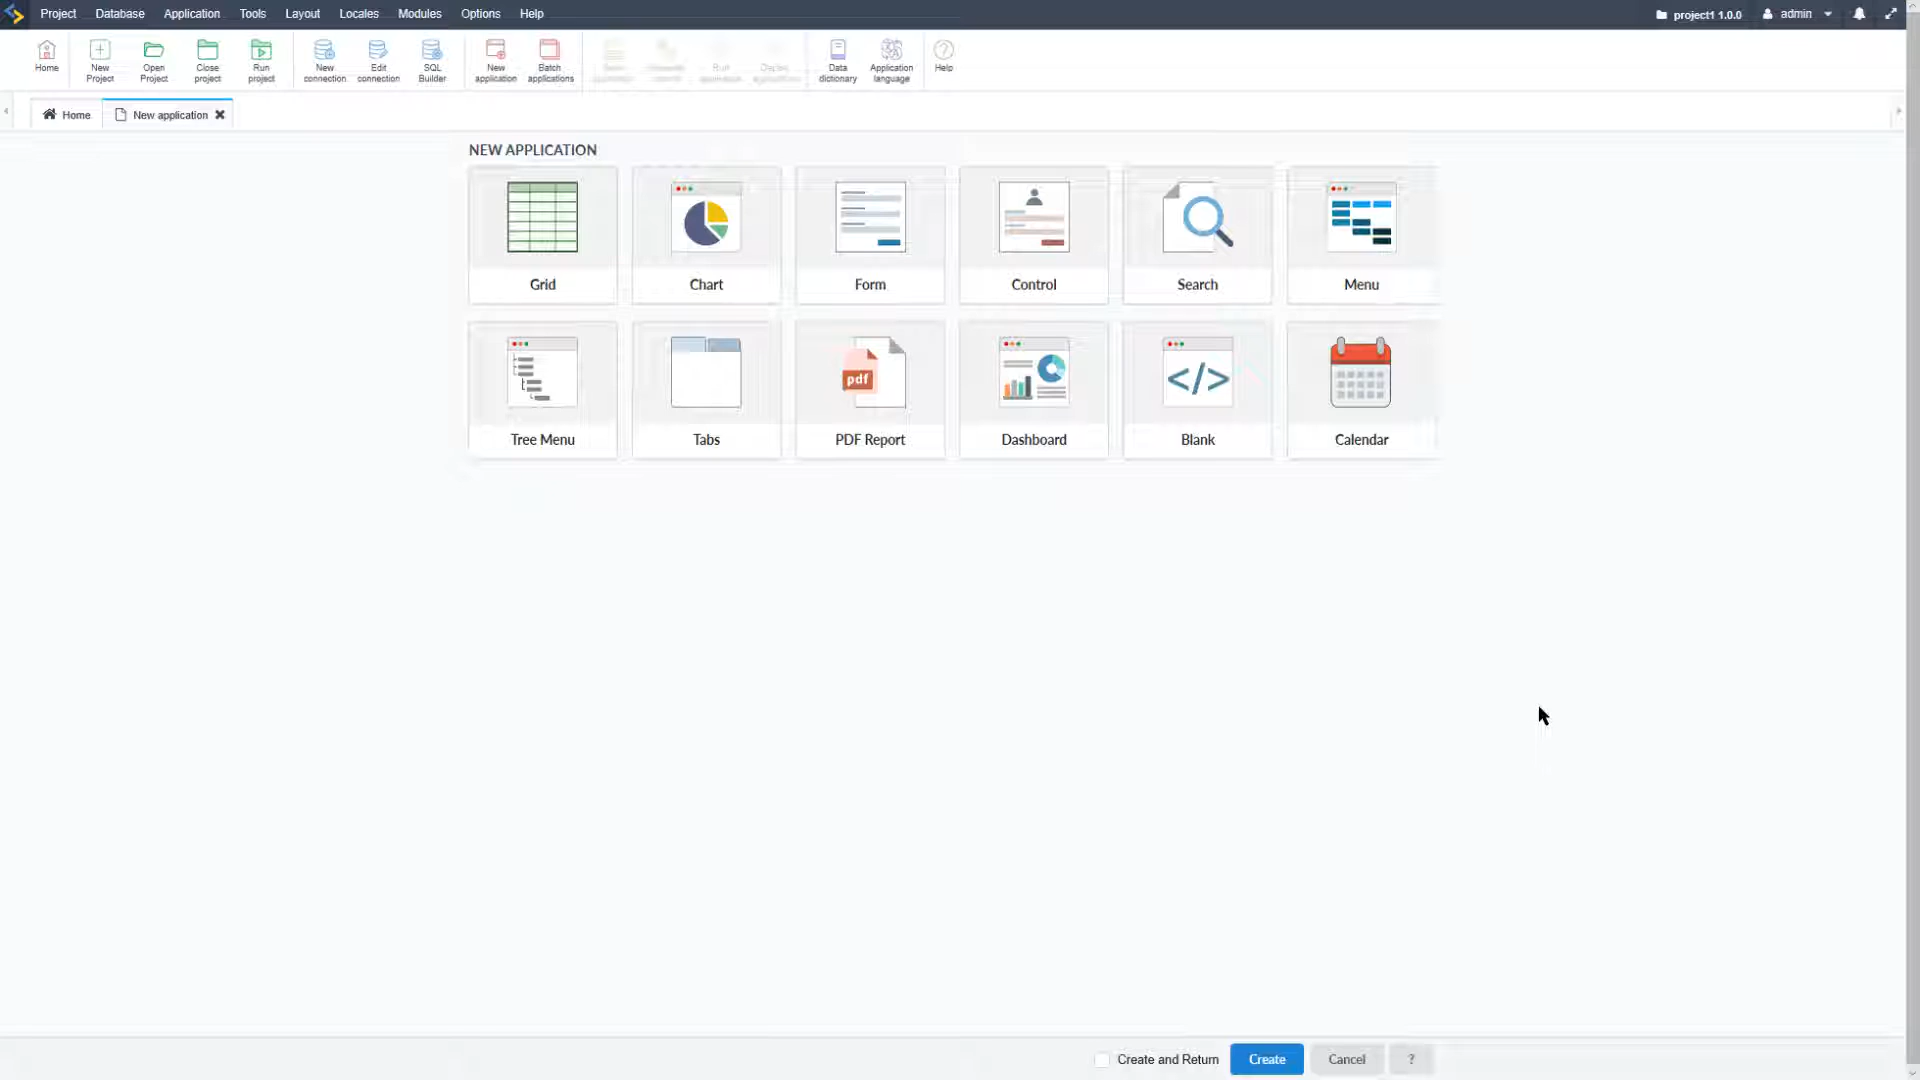 Project Database Application Tools Layout Locales Modules Options Help project1 1.0.0 admin
Home New Project Open Project Close project Run project New connection Edit connection SQL Builder New application Batch applications Data dictionary Application language Help
Home New application
NEW APPLICATION
Grid Chart Form Control Search Menu
pdf
Tree Menu Tabs PDF Report Dashboard Blank Calendar
Create and Return Create Cancel ?